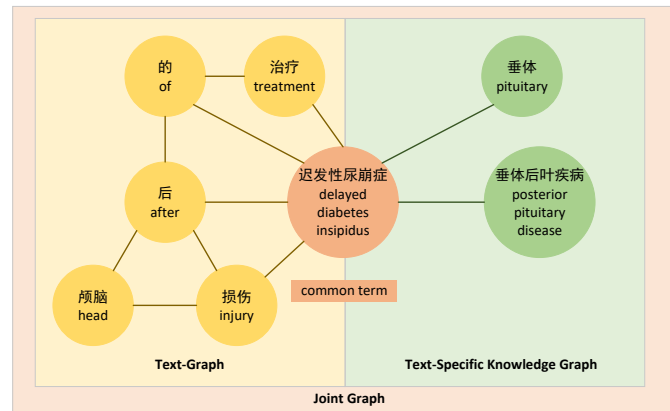 的
of
治疗
treatment
垂体
pituitary
迟发性尿崩症
delayed
diabetes
insipidus
垂体后叶疾病
posterior
pituitary
disease
后
after
颅脑
head
损伤
injury
common term
Text-Graph
Text-Specific Knowledge Graph
Joint Graph